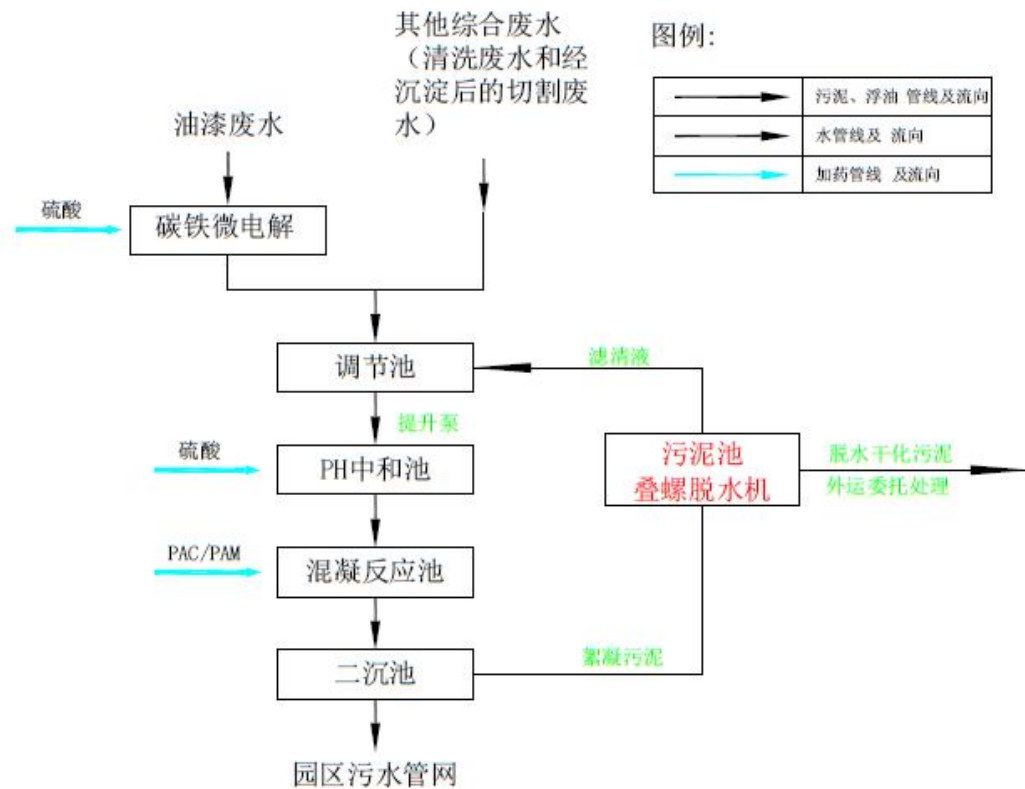 其他综合废水
（清洗废水和经
沉淀后的切割废
水）
图例:
污泥、浮油 管线及流向
水管线及 流向
加药管线 及流向
油漆废水
硫酸
碳铁微电解
调节池
滤清液
提升泵
硫酸
PH中和池
污泥池
叠螺脱水机
脱水干化污泥
外运委托处理
PAC/PAM
混凝反应池
二沉池
絮凝污泥
园区污水管网